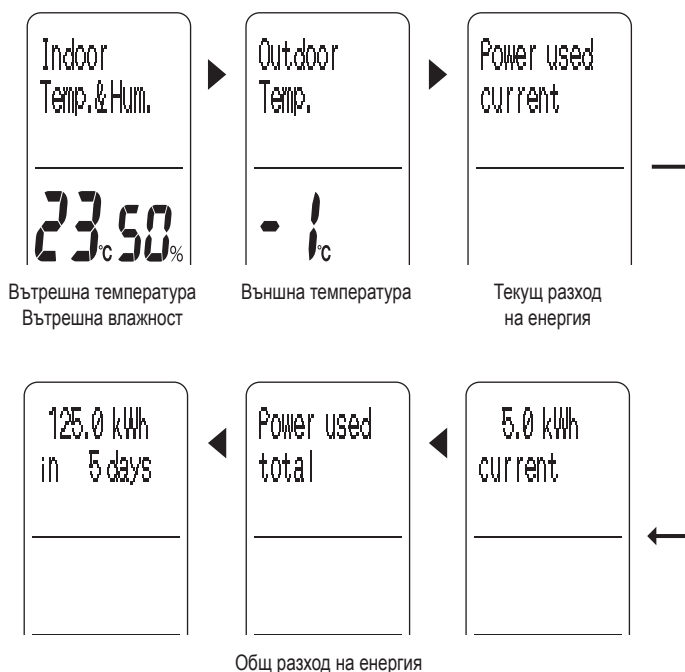 Indoor
Temp.&Hum.
23°C 50%
Вътрешна температура
Вътрешна влажност
Outdoor
Temp.
-1°C
Външна температура
Power used
current
Текущ разход
на енергия
5.0 kWh
current
Power used
total
125.0 kWh
in 5 days
Общ разход на енергия